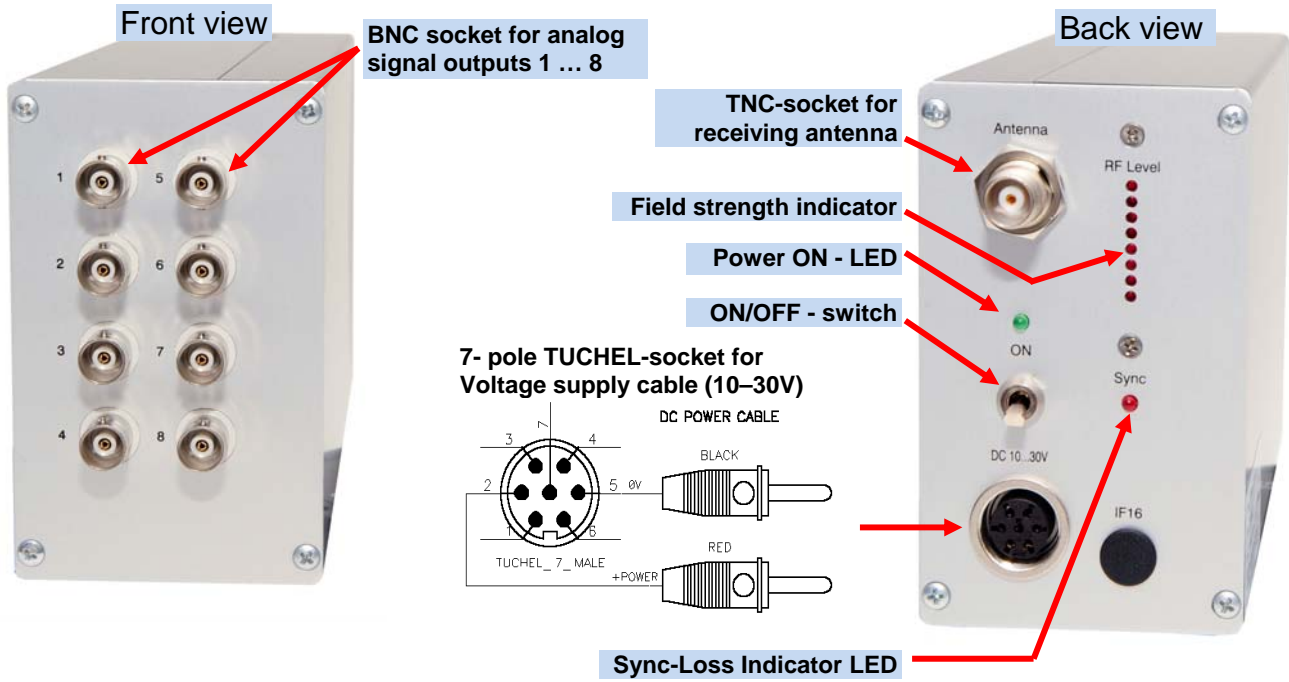 Front view
BNC socket for analog
signal outputs 1 … 8
1
5
2
6
3
7
4
8
Back view
TNC-socket for
receiving antenna
Field strength indicator
Power ON - LED
ON/OFF - switch
Antenna
RF Level
ON
Sync
DC 10...30V
IF16
7- pole TUCHEL-socket for
Voltage supply cable (10–30V)
DC POWER CABLE
7
3
4
BLACK
2
5
0V
1
6
TUCHEL_7_MALE
RED
+POWER
Sync-Loss Indicator LED